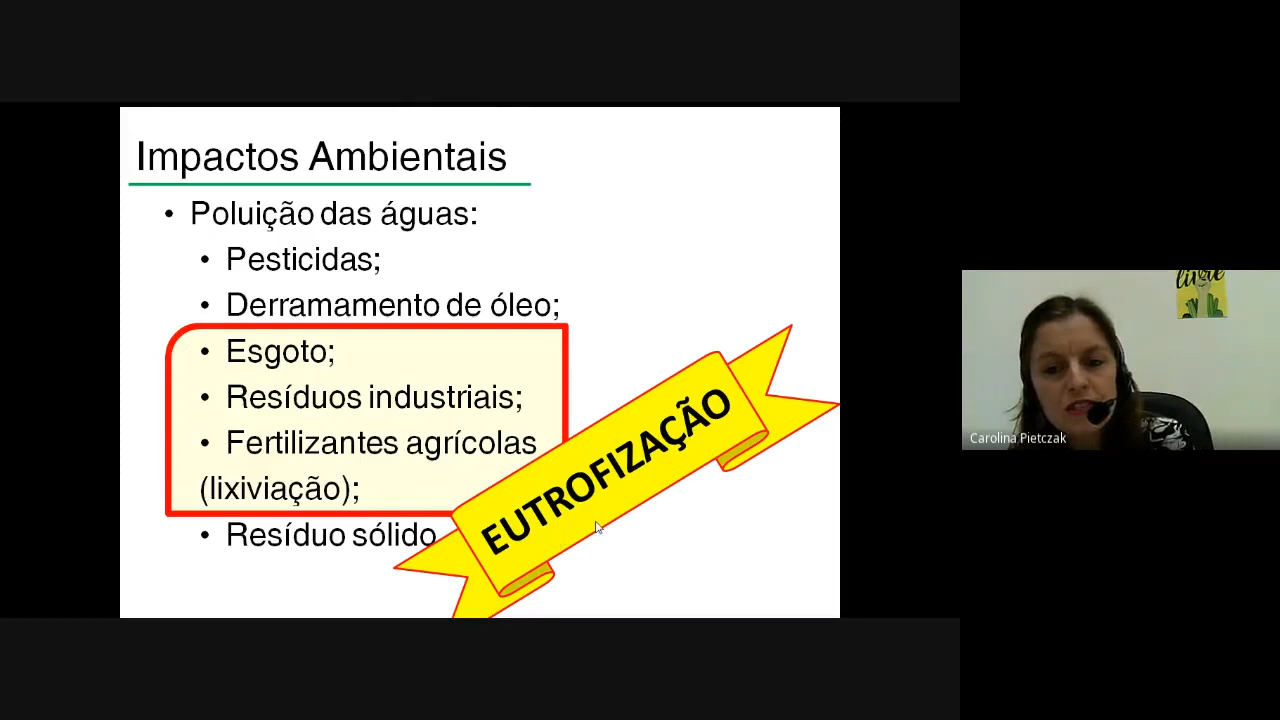 Impactos Ambientais
• Poluição das águas:
• Pesticidas;
• Derramamento de óleo;
• Esgoto;
• Resíduos industriais;
• Fertilizantes agrícolas
(lixiviação);
• Resíduo sólido
EUTROFIZAÇÃO
Carolina Pietczak